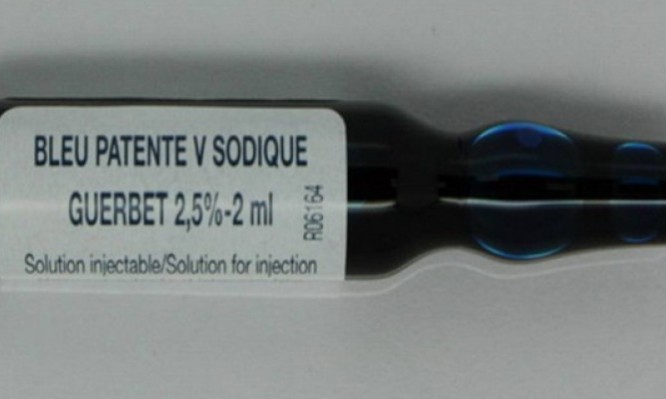 BLEU PATENTE V SODIQUE
GUERBET 2,5%-2 ml
R06164
Solution injectable/Solution for injection